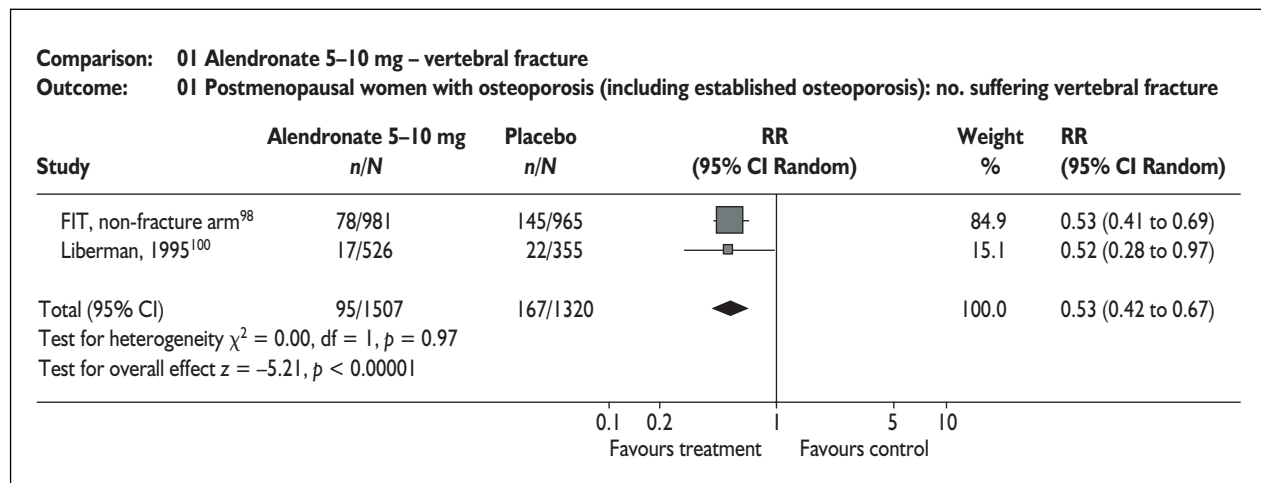 Comparison: 01 Alendronate 5–10 mg – vertebral fracture
Outcome: 01 Postmenopausal women with osteoporosis (including established osteoporosis): no. suffering vertebral fracture
Alendronate 5–10 mg Placebo RR Weight RR
Study n/N n/N (95% CI Random) % (95% CI Random)
FIT, non-fracture arm⁹⁸ 78/981 145/965 84.9 0.53 (0.41 to 0.69)
Liberman, 1995¹⁰⁰ 17/526 22/355 15.1 0.52 (0.28 to 0.97)
Total (95% CI) 95/1507 167/1320 100.0 0.53 (0.42 to 0.67)
Test for heterogeneity χ² = 0.00, df = 1, p = 0.97
Test for overall effect z = –5.21, p < 0.00001
0.1 0.2 1 5 10
Favours treatment Favours control